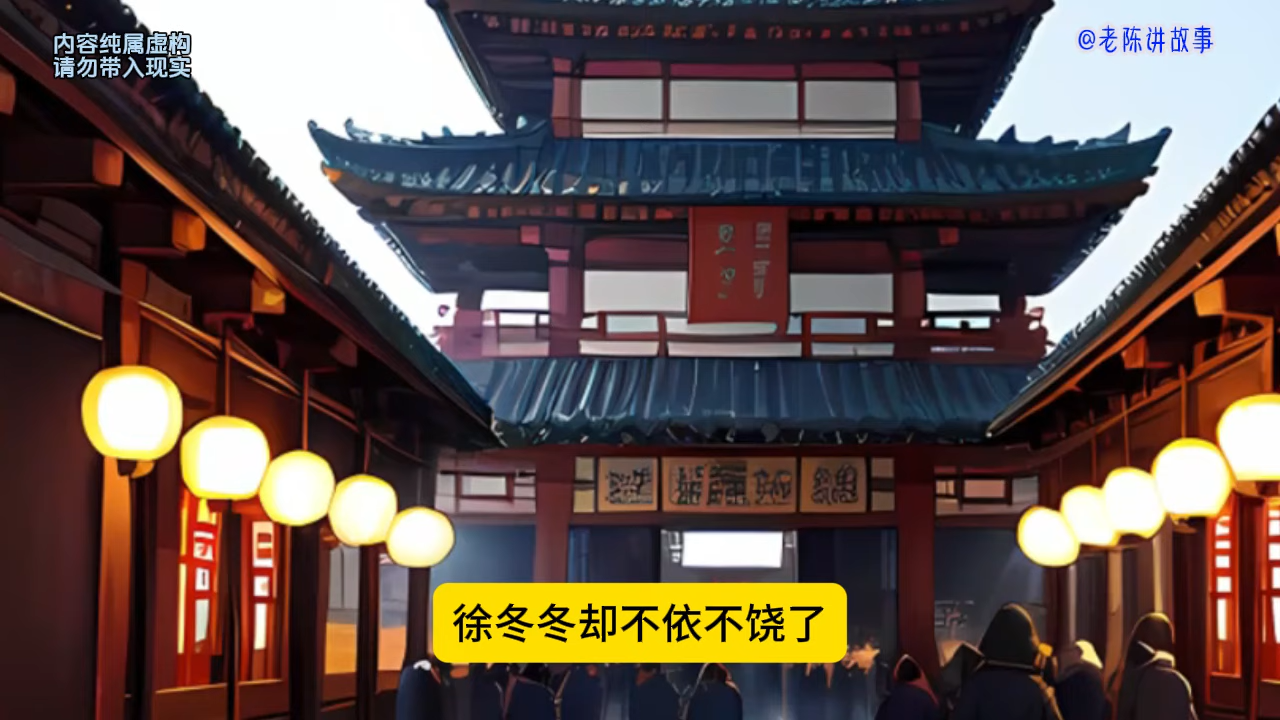 内容纯属虚构
请勿带入现实
@老陈讲故事
徐冬冬却不依不饶了